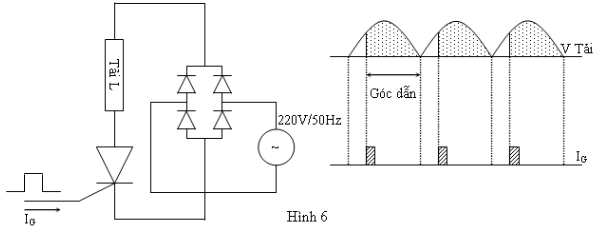 Tải L
220V/50Hz
~
I_G
Hình 6
V Tải
Góc dẫn
I_G